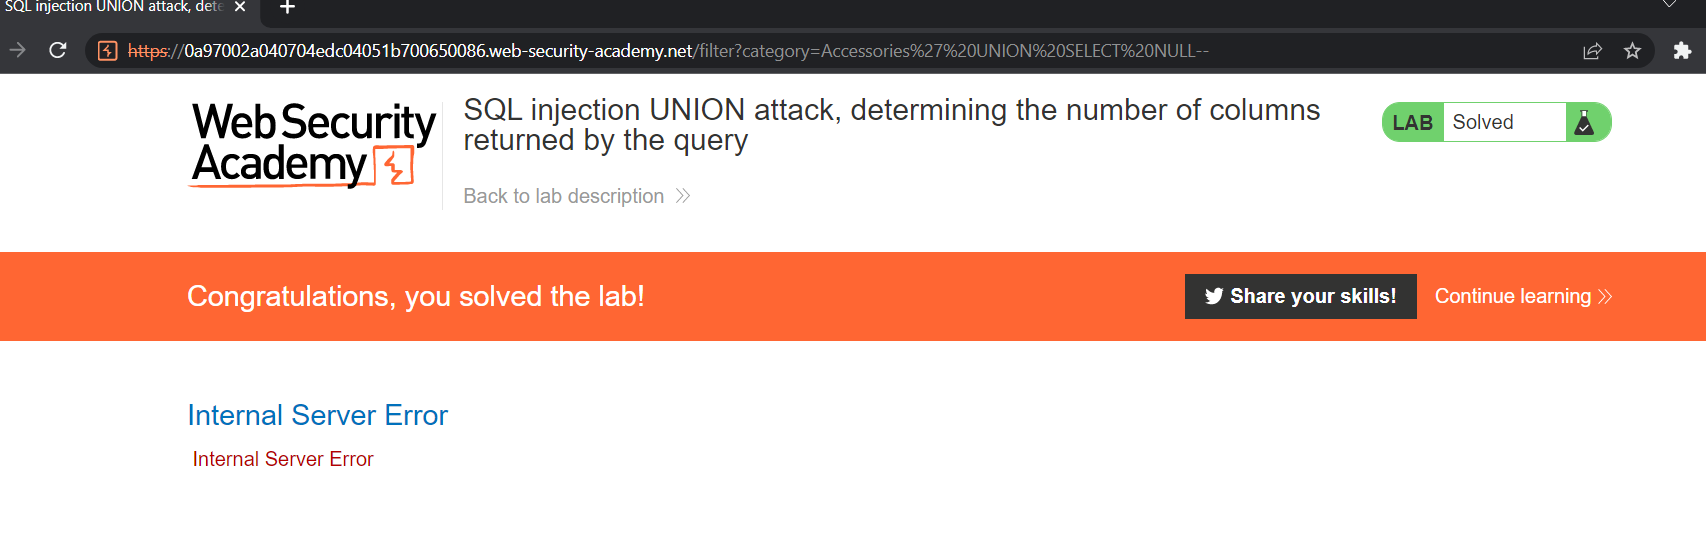 SQL injection UNION attack, dete
https://0a97002a040704edc04051b700650086.web-security-academy.net/filter?category=Accessories%27%20UNION%20SELECT%20NULL--
Web Security
Academy
SQL injection UNION attack, determining the number of columns
returned by the query
Back to lab description
LAB Solved
Congratulations, you solved the lab!
Share your skills!
Continue learning
Internal Server Error
Internal Server Error